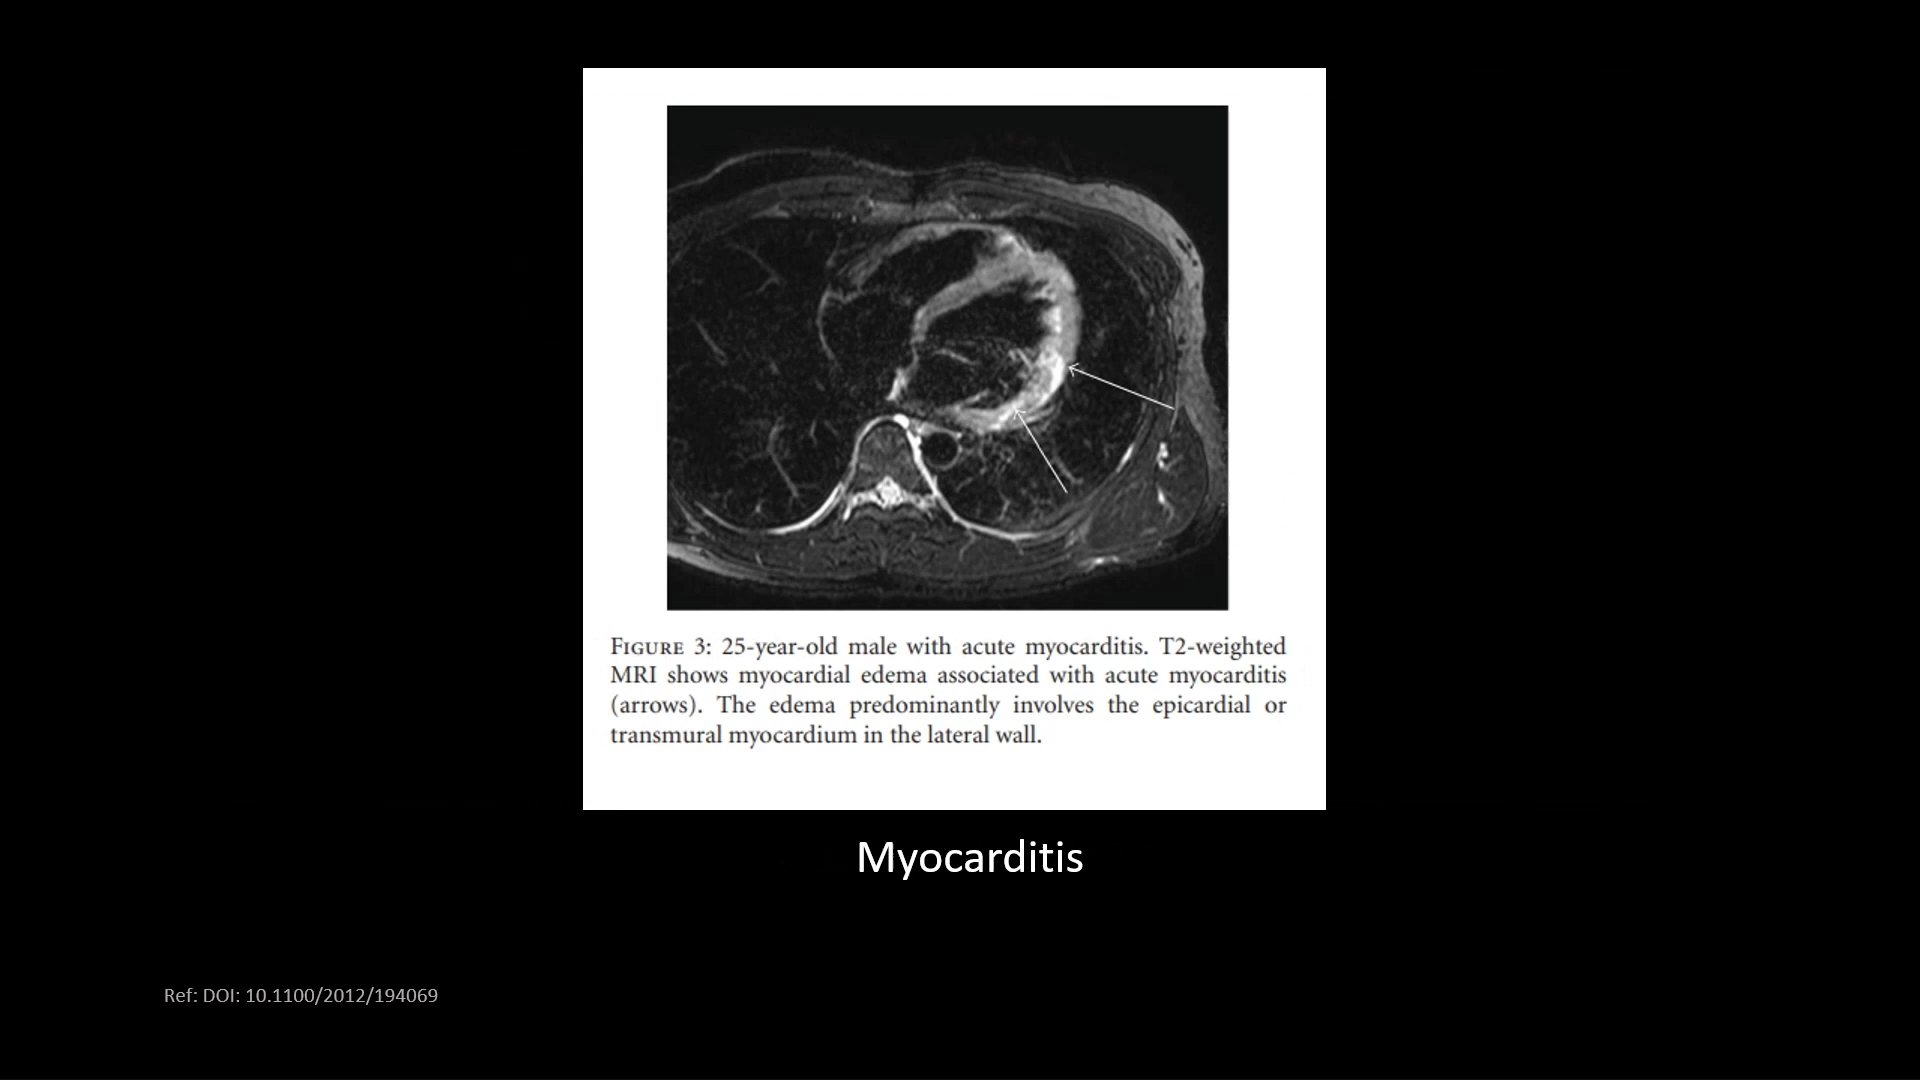 FIGURE 3: 25-year-old male with acute myocarditis. T2-weighted
MRI shows myocardial edema associated with acute myocarditis
(arrows). The edema predominantly involves the epicardial or
transmural myocardium in the lateral wall.
Myocarditis
Ref: DOI: 10.1100/2012/194069